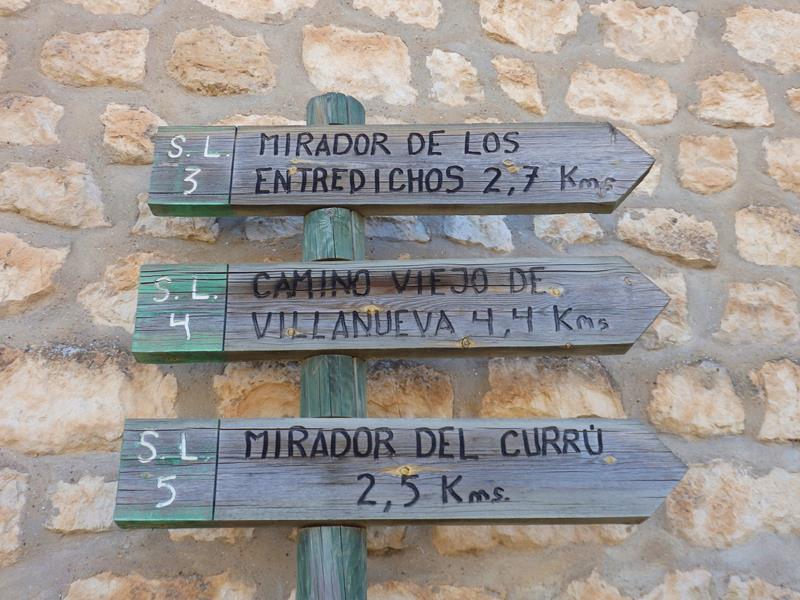 S. L. MIRADOR DE LOS
3 ENTREDICHOS 2,7 Kms.
S. L. CAMINO VIEJO DE
4 VILLANUEVA 4,4 Kms
S. L. MIRADOR DEL CURRÚ
5 2,5 Kms.